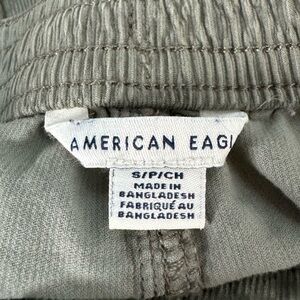 AMERICAN EAGL
S/P/CH
MADE IN
BANGLADESH
FABRIQUÉ AU
BANGLADESH